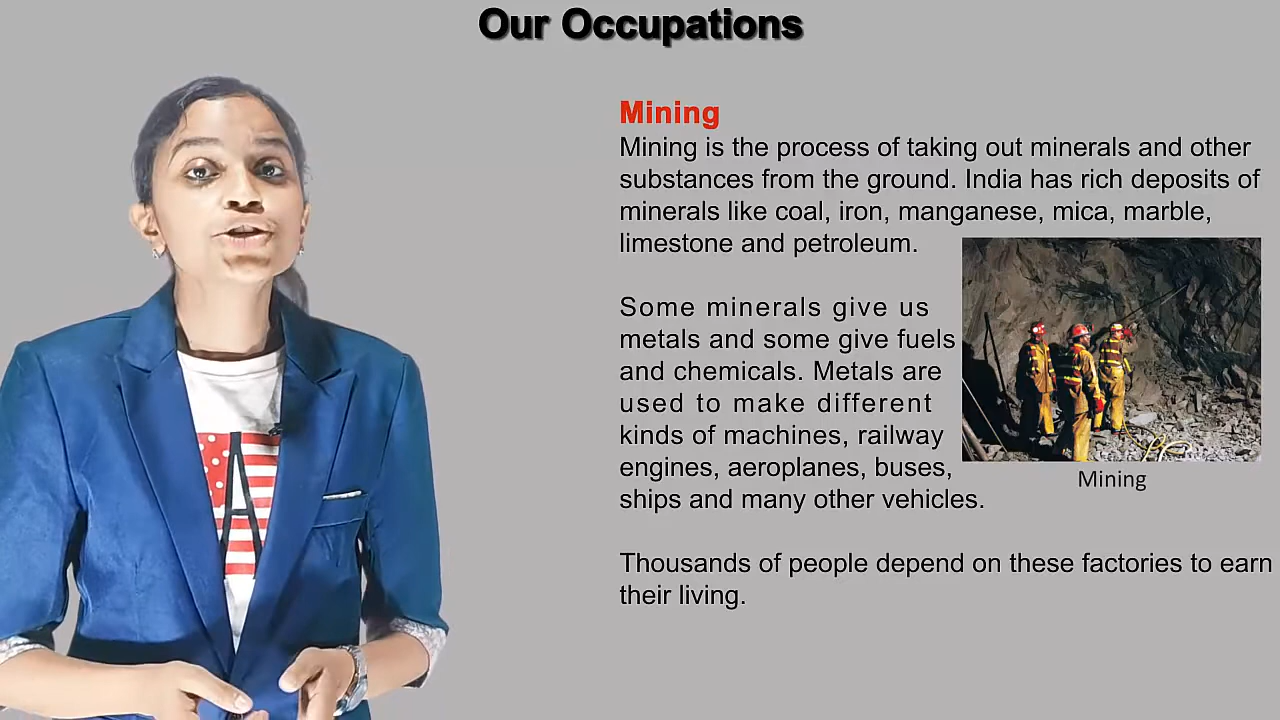 Our Occupations
Mining
Mining is the process of taking out minerals and other
substances from the ground. India has rich deposits of
minerals like coal, iron, manganese, mica, marble,
limestone and petroleum.
Some minerals give us
metals and some give fuels
and chemicals. Metals are
used to make different
kinds of machines, railway
engines, aeroplanes, buses,
ships and many other vehicles.
Mining
Thousands of people depend on these factories to earn
their living.
A